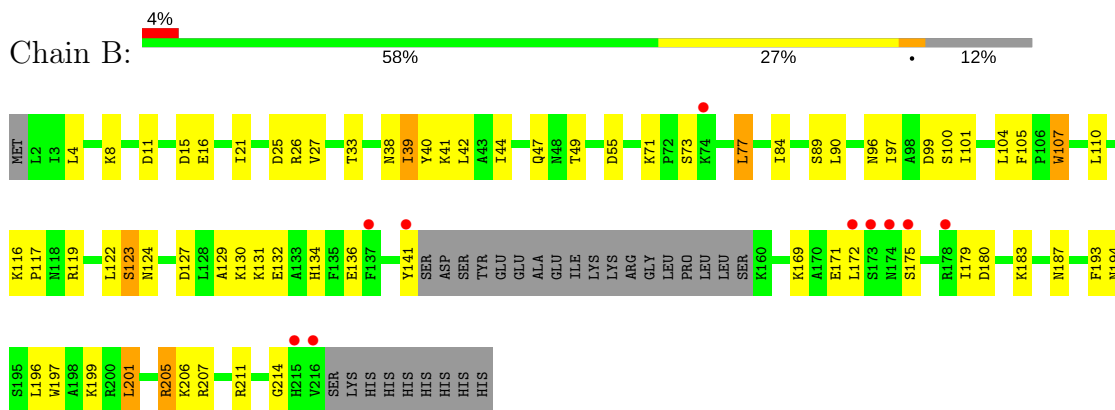 4%
Chain B:
58% 27% • 12%
MET L2 I3 L4 K8 D11 D15 E16 I21 D25 R26 V27 T33 N38 I39 Y40 K41 L42 A43 I44 Q47 N48 T49 D55 K71 P72 S73 K74 L77 I84 S89 L90 N96 I97 A98 D99 S100 I101 L104 F105 P106 W107 L110
K116 P117 N118 R119 L122 S123 N124 D127 L128 A129 K130 K131 E132 A133 H134 F135 E136 F137 Y141 SER ASP SER TYR GLU GLU ALA GLU ILE LYS LYS ARG GLY LEU PRO LEU LEU SER K160 K169 A170 E171 L172 S173 N174 S175 R178 I179 D180 K183 N187 F193 N194
S195 L196 W197 A198 K199 R200 L201 R205 K206 R207 R211 G214 H215 V216 SER LYS HIS HIS HIS HIS HIS HIS HIS